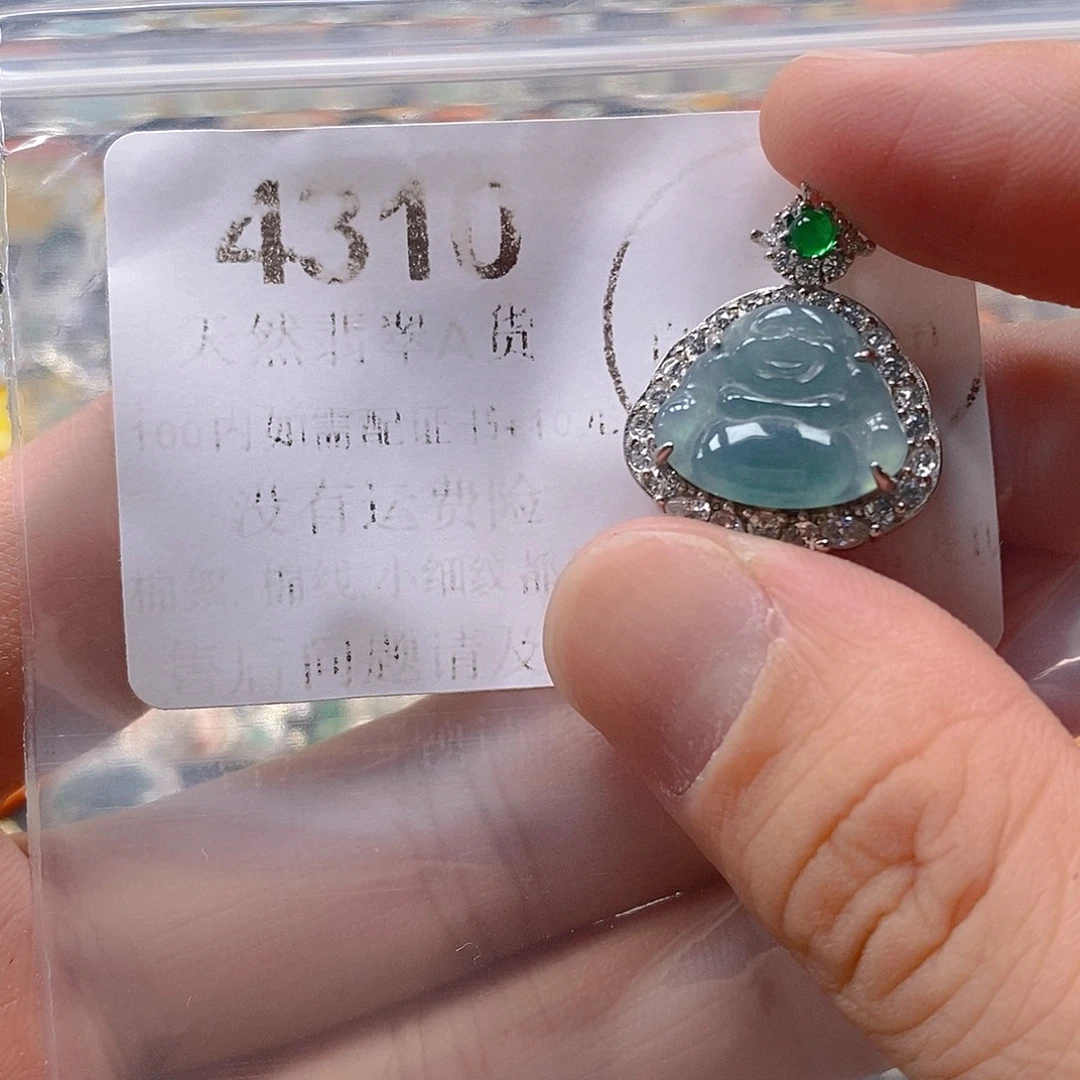 4310
天然翡翠A货
100内如需配证书+10元
没有运费险
棉絮 棉线 小细纹都
售后问题请及